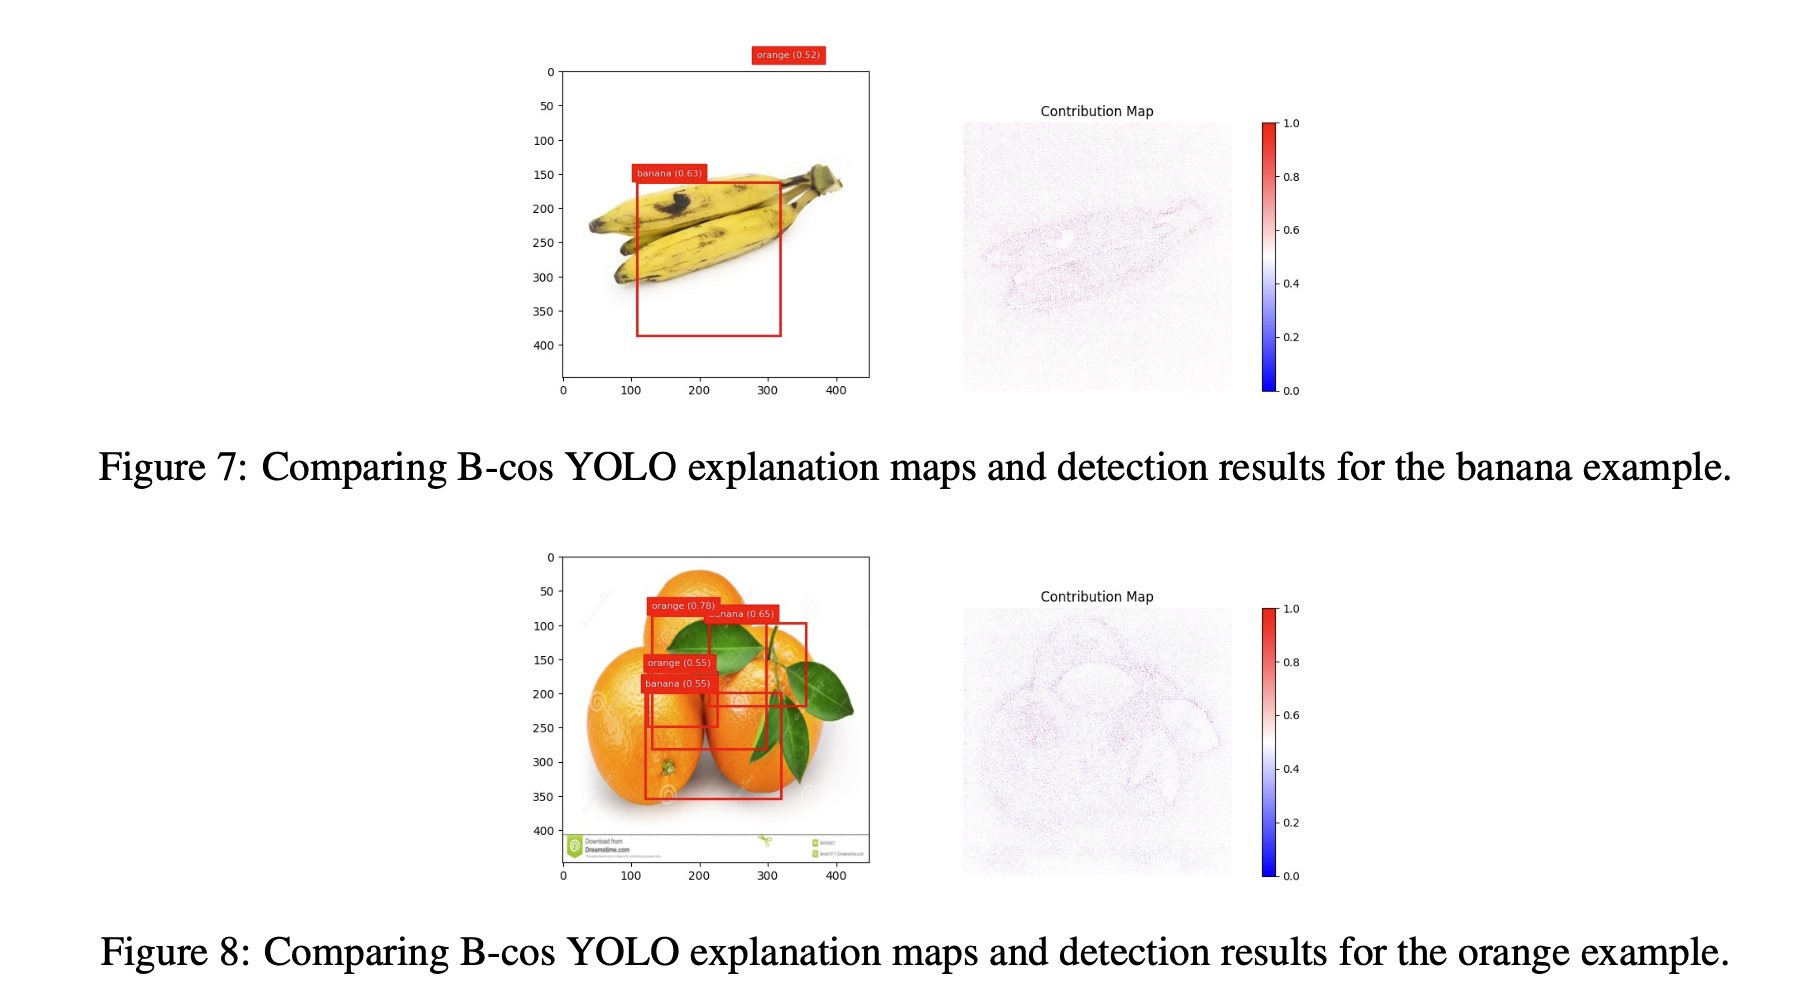 orange (0.52)
0
50
100
150
200
250
300
350
400
0 100 200 300 400
banana (0.63)
Contribution Map
1.0
0.8
0.6
0.4
0.2
0.0
Figure 7: Comparing B-cos YOLO explanation maps and detection results for the banana example.
0
50
100
150
200
250
300
350
400
0 100 200 300 400
orange (0.78)
nana (0.65)
orange (0.55)
banana (0.55)
Download from
Dreamstime.com
Contribution Map
1.0
0.8
0.6
0.4
0.2
0.0
Figure 8: Comparing B-cos YOLO explanation maps and detection results for the orange example.